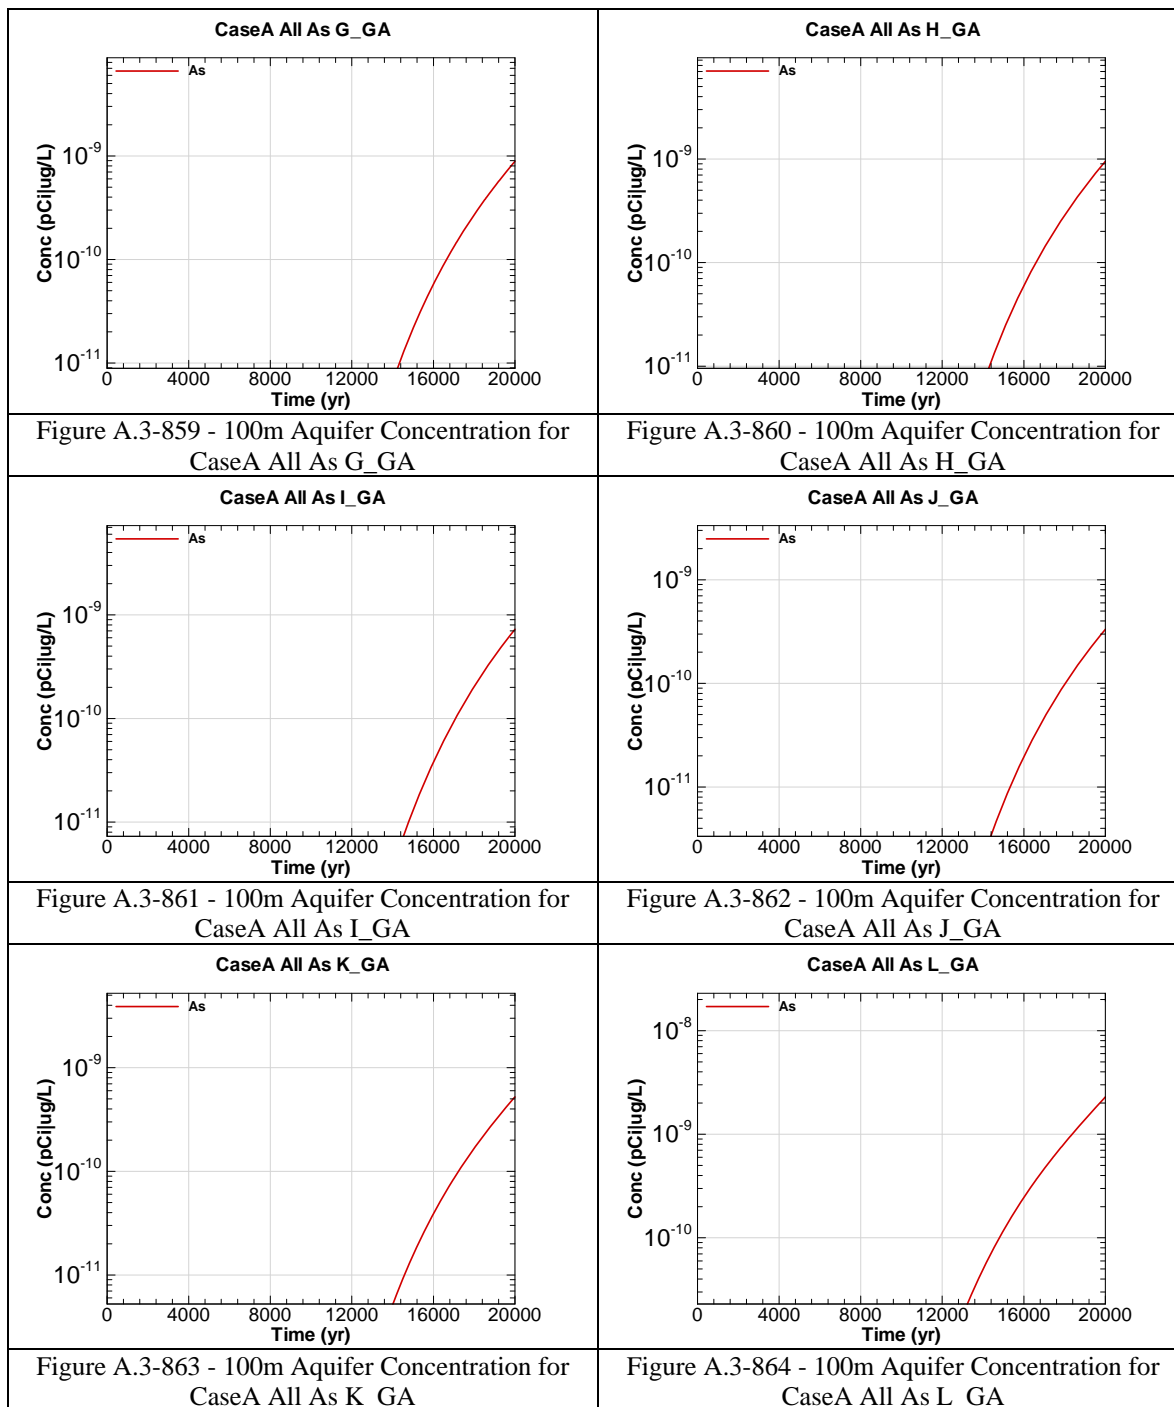 CaseA All As G_GA
As
Conc (pCi|ug/L)
10-9
10-10
10-11
0 4000 8000 12000 16000 20000
Time (yr)
Figure A.3-859 - 100m Aquifer Concentration for
CaseA All As G_GA
CaseA All As H_GA
As
Conc (pCi|ug/L)
10-9
10-10
10-11
0 4000 8000 12000 16000 20000
Time (yr)
Figure A.3-860 - 100m Aquifer Concentration for
CaseA All As H_GA
CaseA All As I_GA
As
Conc (pCi|ug/L)
10-9
10-10
10-11
0 4000 8000 12000 16000 20000
Time (yr)
Figure A.3-861 - 100m Aquifer Concentration for
CaseA All As I_GA
CaseA All As J_GA
As
Conc (pCi|ug/L)
10-9
10-10
10-11
0 4000 8000 12000 16000 20000
Time (yr)
Figure A.3-862 - 100m Aquifer Concentration for
CaseA All As J_GA
CaseA All As K_GA
As
Conc (pCi|ug/L)
10-9
10-10
10-11
0 4000 8000 12000 16000 20000
Time (yr)
Figure A.3-863 - 100m Aquifer Concentration for
CaseA All As K_GA
CaseA All As L_GA
As
Conc (pCi|ug/L)
10-8
10-9
10-10
0 4000 8000 12000 16000 20000
Time (yr)
Figure A.3-864 - 100m Aquifer Concentration for
CaseA All As L_GA